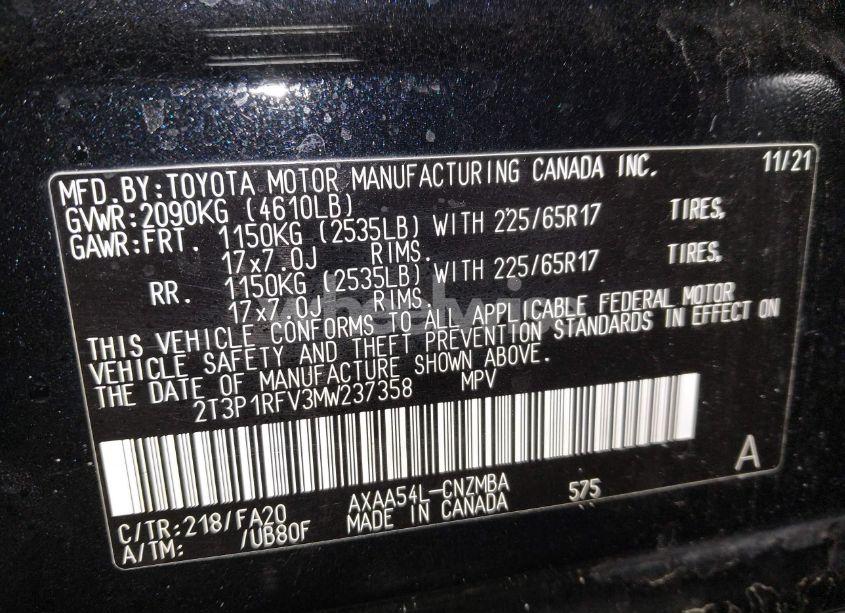 MFD.BY:TOYOTA MOTOR MANUFACTURING CANADA INC. 11/21
GVWR:2090KG (4610LB)
GAWR:FRT. 1150KG (2535LB) WITH 225/65R17 TIRES,
17x7.0J RIMS.
RR. 1150KG (2535LB) WITH 225/65R17 TIRES,
17x7.0J RIMS.
THIS VEHICLE CONFORMS TO ALL APPLICABLE FEDERAL MOTOR
VEHICLE SAFETY AND THEFT PREVENTION STANDARDS IN EFFECT ON
THE DATE OF MANUFACTURE SHOWN ABOVE.
2T3P1RFV3MW237358 MPV
A
C/TR:218/FA20 AXAA54L-CNZMBA 575
A/TM: /UB80F MADE IN CANADA